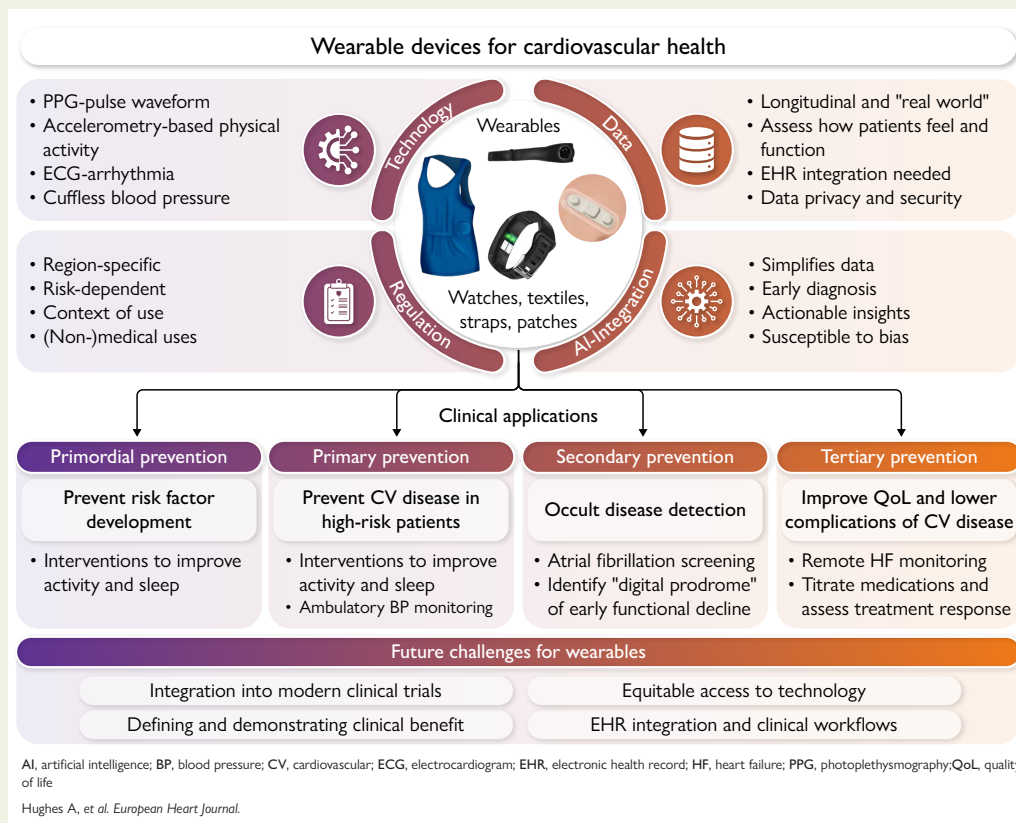 Wearable devices for cardiovascular health
• PPG-pulse waveform
• Accelerometry-based physical
activity
• ECG-arrhythmia
• Cuffless blood pressure
Technology
Wearables
Data
• Longitudinal and "real world"
• Assess how patients feel and
function
• EHR integration needed
• Data privacy and security
• Region-specific
• Risk-dependent
• Context of use
• (Non-)medical uses
Regulation
Watches, textiles,
straps, patches
AI-Integration
• Simplifies data
• Early diagnosis
• Actionable insights
• Susceptible to bias
Clinical applications
Primordial prevention
Prevent risk factor
development
• Interventions to improve
activity and sleep
Primary prevention
Prevent CV disease in
high-risk patients
• Interventions to improve
activity and sleep
• Ambulatory BP monitoring
Secondary prevention
Occult disease detection
• Atrial fibrillation screening
• Identify "digital prodrome"
of early functional decline
Tertiary prevention
Improve QoL and lower
complications of CV disease
• Remote HF monitoring
• Titrate medications and
assess treatment response
Future challenges for wearables
Integration into modern clinical trials
Equitable access to technology
Defining and demonstrating clinical benefit
EHR integration and clinical workflows
AI, artificial intelligence; BP, blood pressure; CV, cardiovascular; ECG, electrocardiogram; EHR, electronic health record; HF, heart failure; PPG, photoplethysmography;QoL, quality
of life
Hughes A, et al. European Heart Journal.